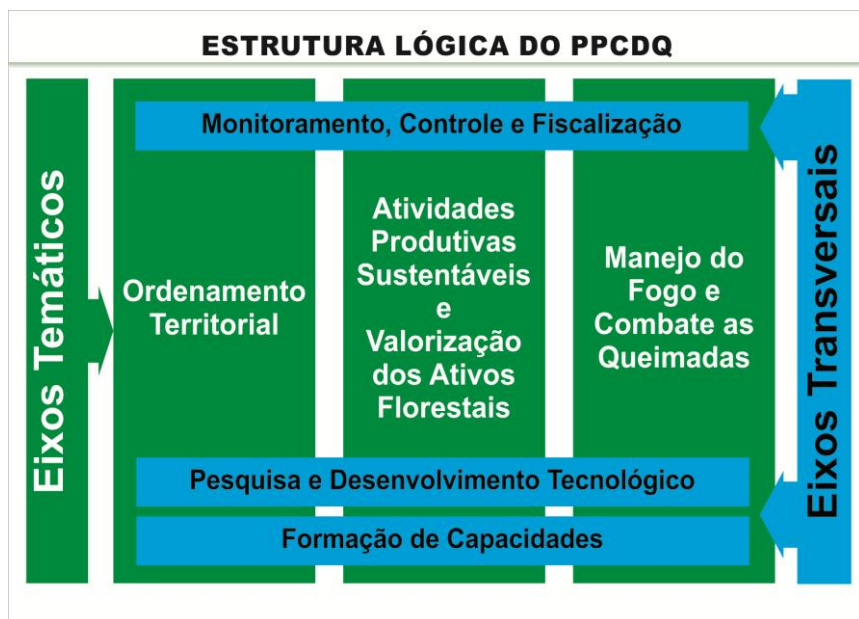 ESTRUTURA LÓGICA DO PPCDQ
Eixos Temáticos
Monitoramento, Controle e Fiscalização
Ordenamento
Territorial
Atividades
Produtivas
Sustentáveis
e
Valorização
dos Ativos
Florestais
Manejo do
Fogo e
Combate as
Queimadas
Pesquisa e Desenvolvimento Tecnológico
Formação de Capacidades
Eixos Transversais